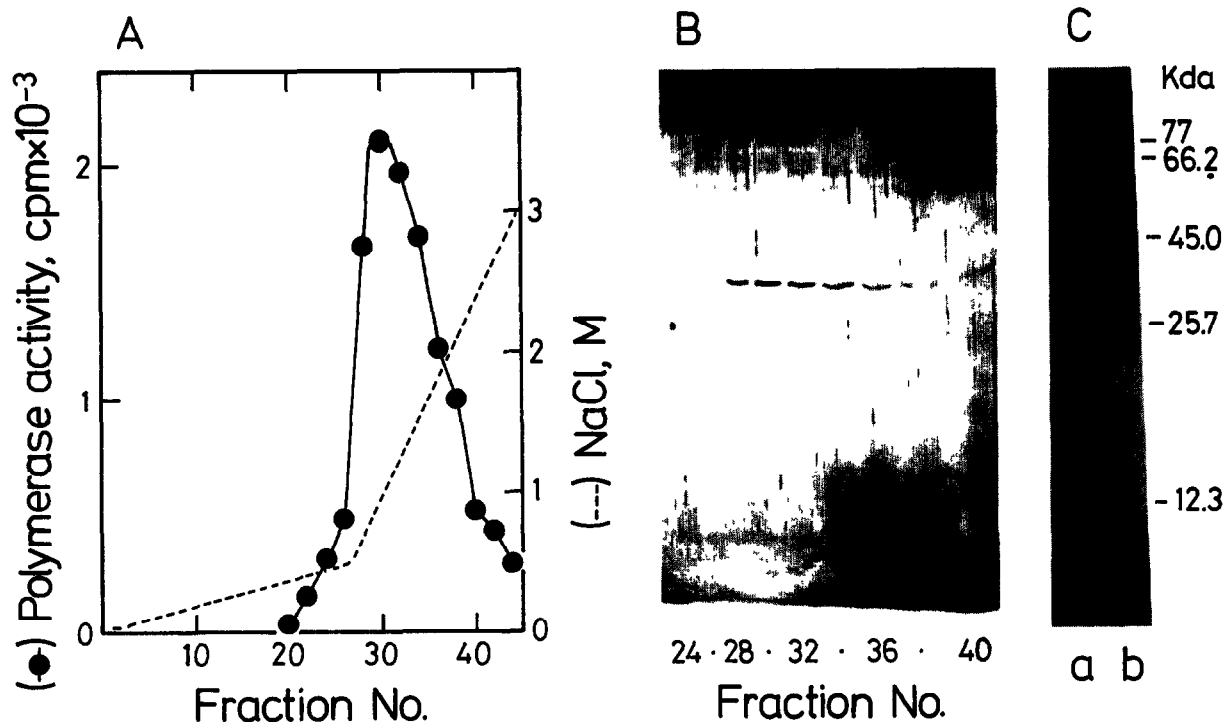 A
B
C
(●) Polymerase activity, cpm×10⁻³
2
1
0
10
20
30
40
Fraction No.
3
2
1
0
(---) NaCl, M
24 · 28 · 32 · 36 · 40
Fraction No.
Kda
-77
-66.2
-45.0
-25.7
-12.3
a b